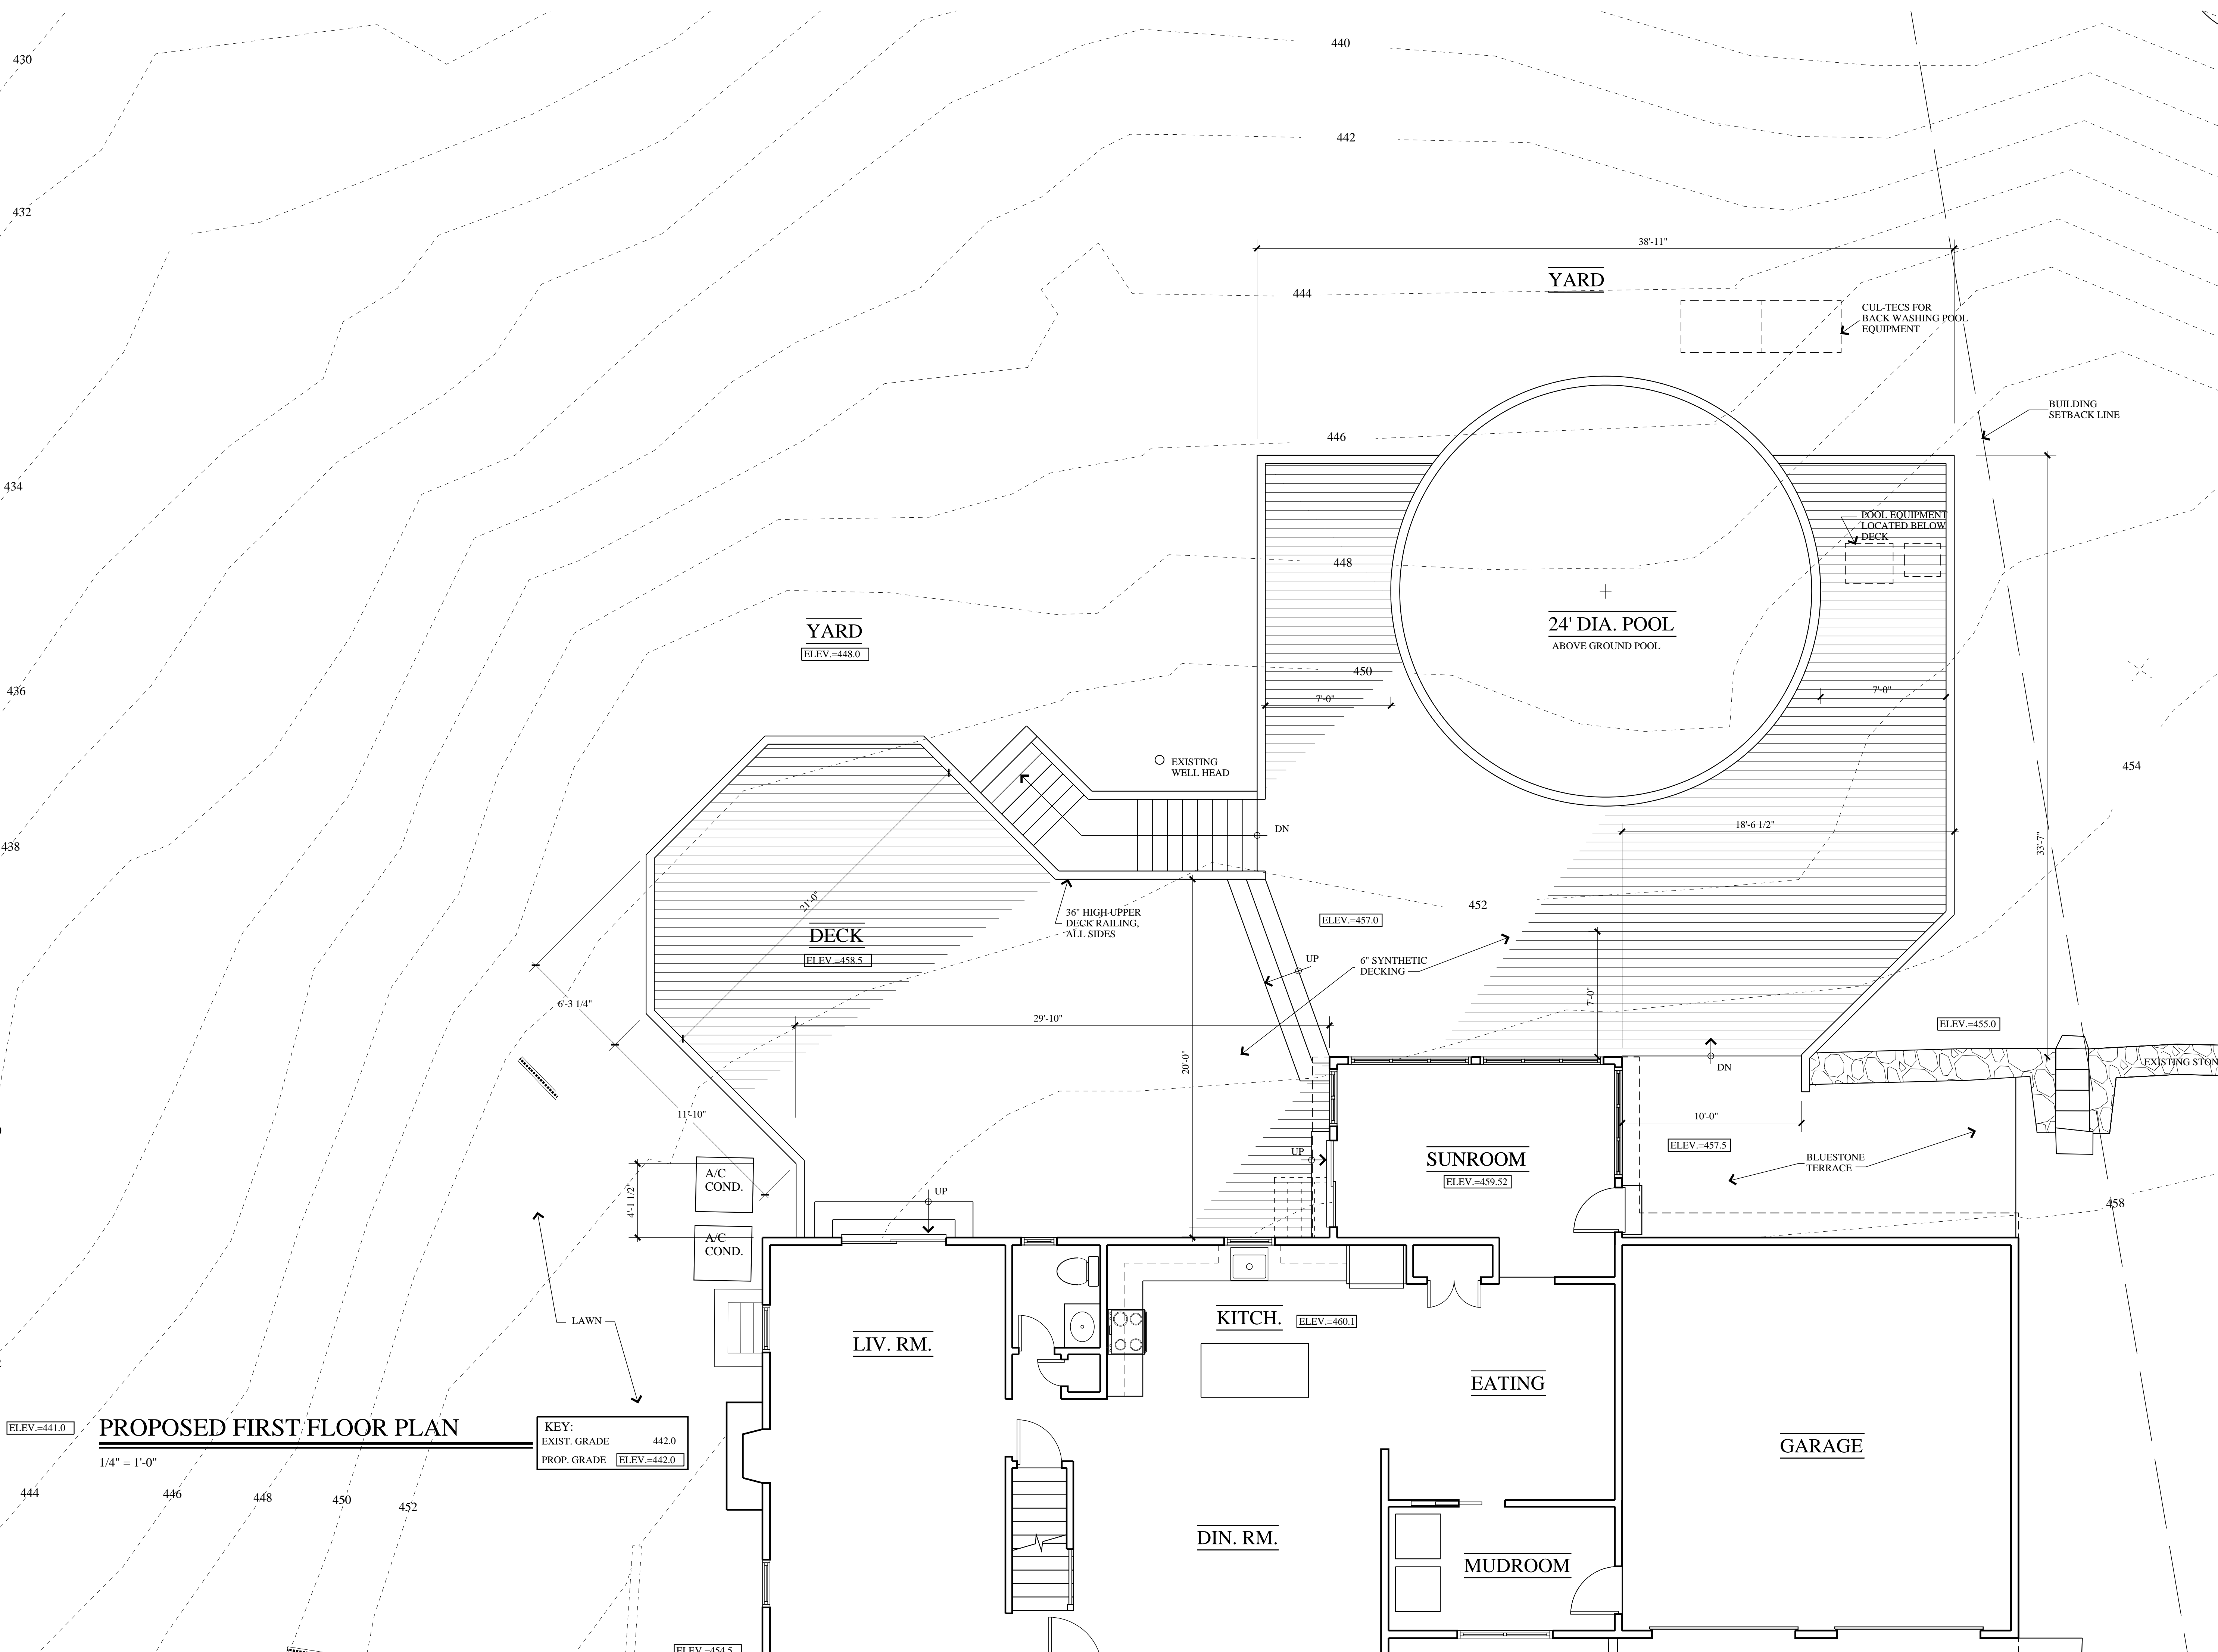 430
440
442
432
38'-11"
YARD
444
CUL-TECS FOR
BACK WASHING POOL
EQUIPMENT
BUILDING
SETBACK LINE
446
434
POOL EQUIPMENT
LOCATED BELOW
DECK
448
24' DIA. POOL
ABOVE GROUND POOL
YARD
ELEV.=448.0
450
436
7'-0"
7'-0"
EXISTING
WELL HEAD
454
DN
18'-6 1/2"
33'-7"
438
21'-0"
36" HIGH UPPER
DECK RAILING,
ALL SIDES
452
ELEV.=457.0
DECK
ELEV.=458.5
UP
6" SYNTHETIC
DECKING
7'-0"
6'-3 1/4"
29'-10"
ELEV.=455.0
20'-0"
DN
EXISTING STON
11'-10"
10'-0"
ELEV.=457.5
UP
SUNROOM
ELEV.=459.52
BLUESTONE
TERRACE
A/C
COND.
4'-1 1/2"
UP
458
A/C
COND.
LAWN
LIV. RM.
KITCH.
ELEV.=460.1
EATING
ELEV.=441.0
PROPOSED FIRST FLOOR PLAN
1/4" = 1'-0"
KEY:
EXIST. GRADE 442.0
PROP. GRADE ELEV.=442.0
GARAGE
444
446
448
450
452
DIN. RM.
MUDROOM
ELEV.=454.5